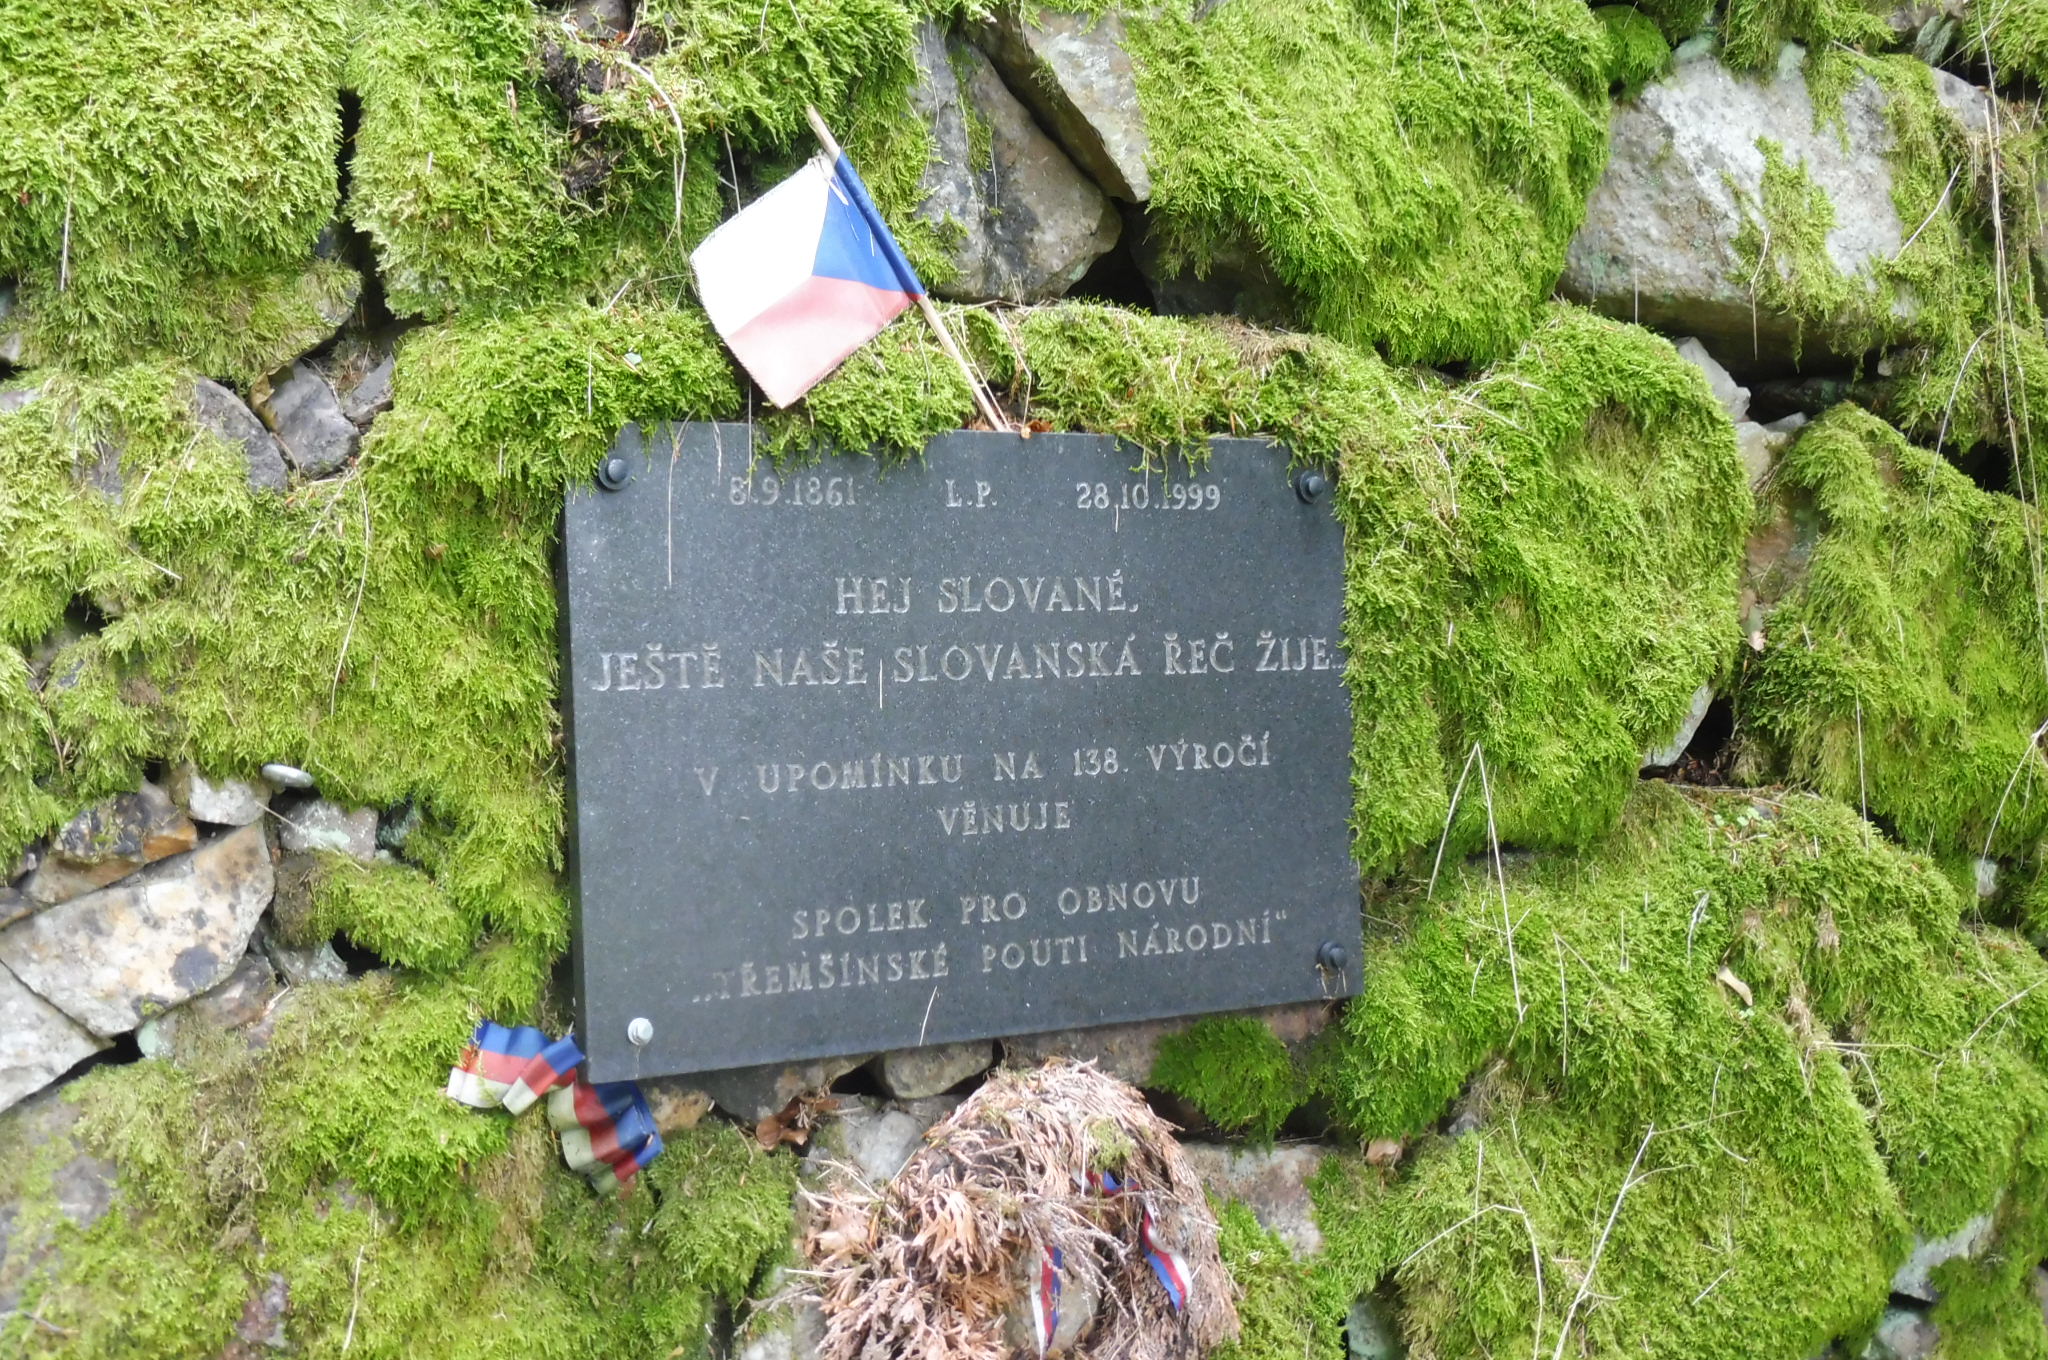 8.9.1861 L.P. 28.10.1999
HEJ SLOVANÉ,
JEŠTĚ NAŠE SLOVANSKÁ ŘEČ ŽIJE...
V UPOMÍNKU NA 138. VÝROČÍ
VĚNUJE
SPOLEK PRO OBNOVU
„TŘEMŠÍNSKÉ POUTI NÁRODNÍ“